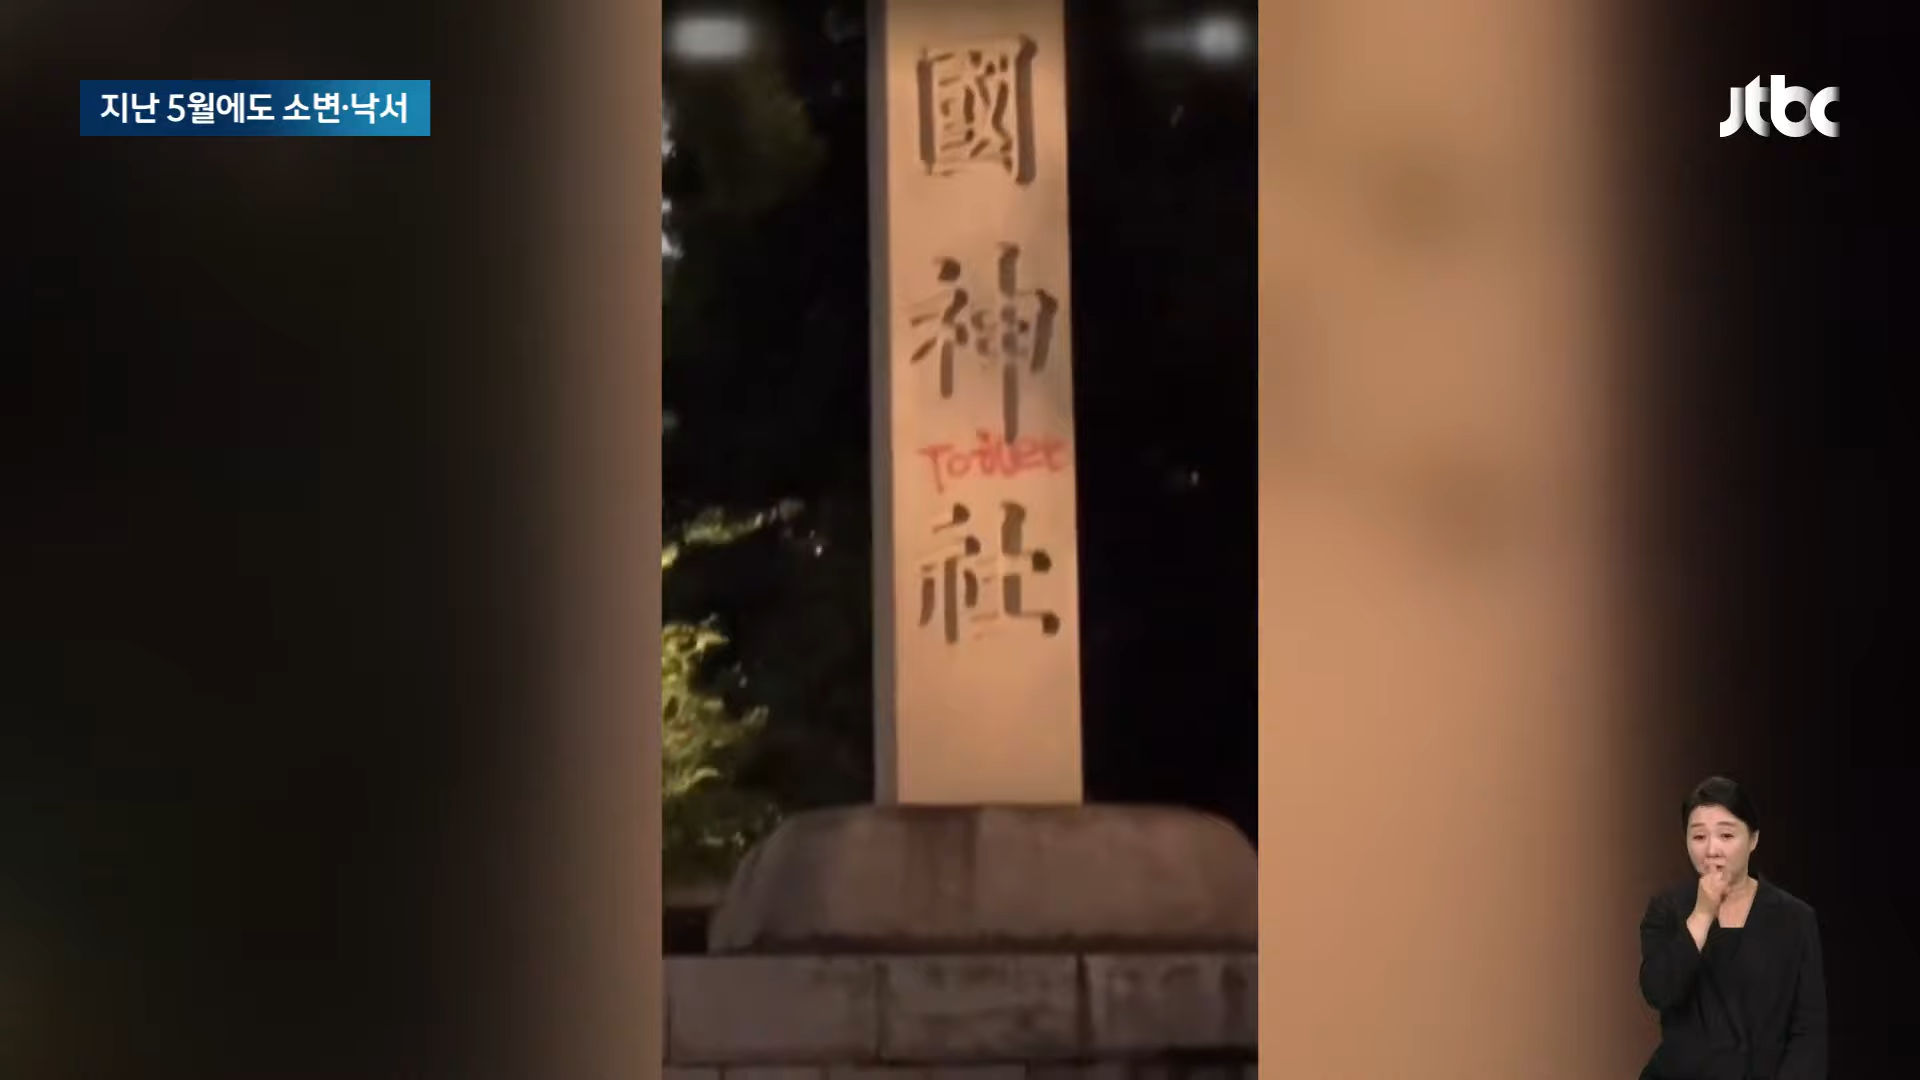 지난 5월에도 소변·낙서
jtbc
國
神
Toilet
社